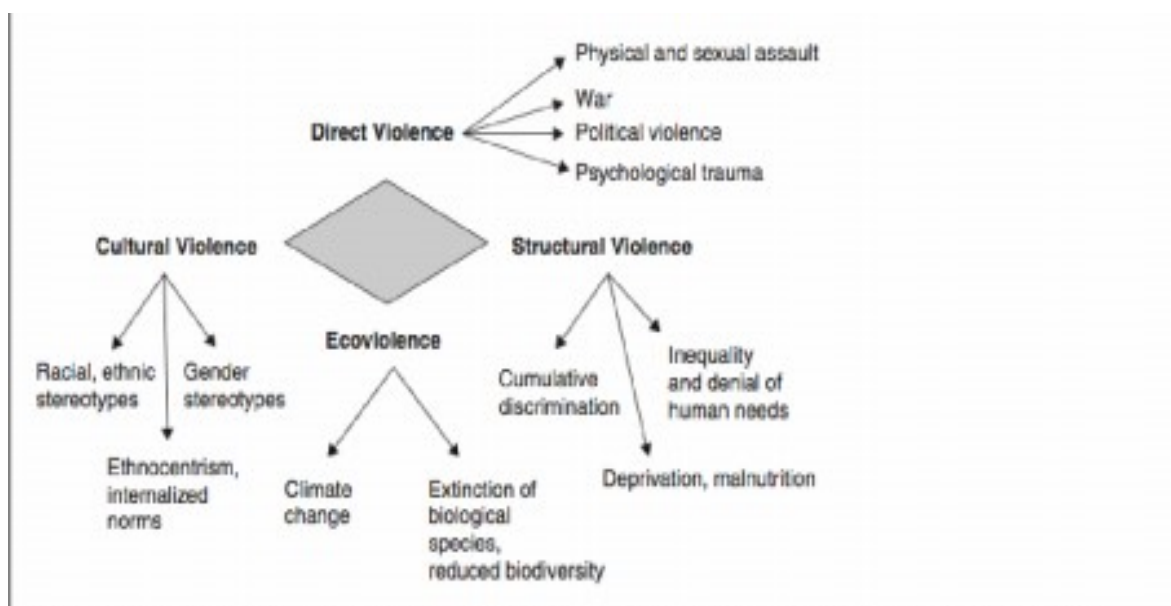 Physical and sexual assault
War
Direct Violence
Political violence
Psychological trauma
Cultural Violence
Structural Violence
Ecoviolence
Racial, ethnic
stereotypes
Gender
stereotypes
Ethnocentrism,
internalized
norms
Climate
change
Extinction of
biological
species,
reduced biodiversity
Cumulative
discrimination
Inequality
and denial of
human needs
Deprivation, malnutrition